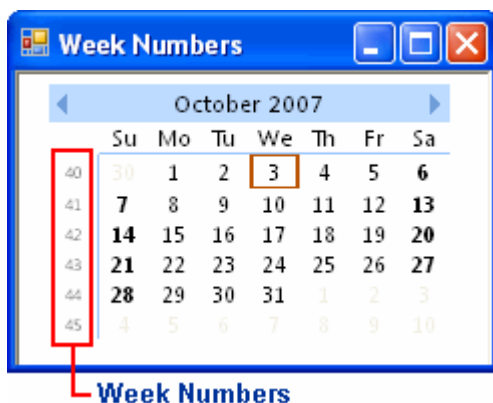 Week Numbers
October 2007
Su Mo Tu We Th Fr Sa
40 30 1 2 3 4 5 6
41 7 8 9 10 11 12 13
42 14 15 16 17 18 19 20
43 21 22 23 24 25 26 27
44 28 29 30 31 1 2 3
45 4 5 6 7 8 9 10
Week Numbers